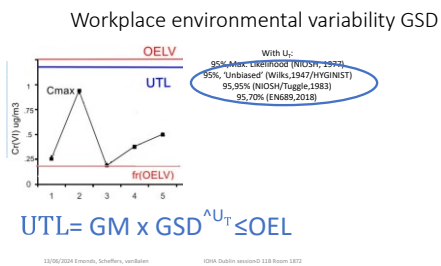 Workplace environmental variability GSD
OELV
UTL
Cmax
Cr(VI) ug/m3
1
.75
.5
.25
0
fr(OELV)
1 2 3 4 5
With UT:
95%,Max. Likelihood (NIOSH, 1977)
95%, 'Unbiased' (Wilks,1947/HYGINIST)
95,95% (NIOSH/Tuggle,1983)
95,70% (EN689,2018)
UTL= GM x GSD^UT≤OEL
13/06/2024 Emonds, Scheffers, vanBalen
IOHA Dublin sessionD 11B Room 1872